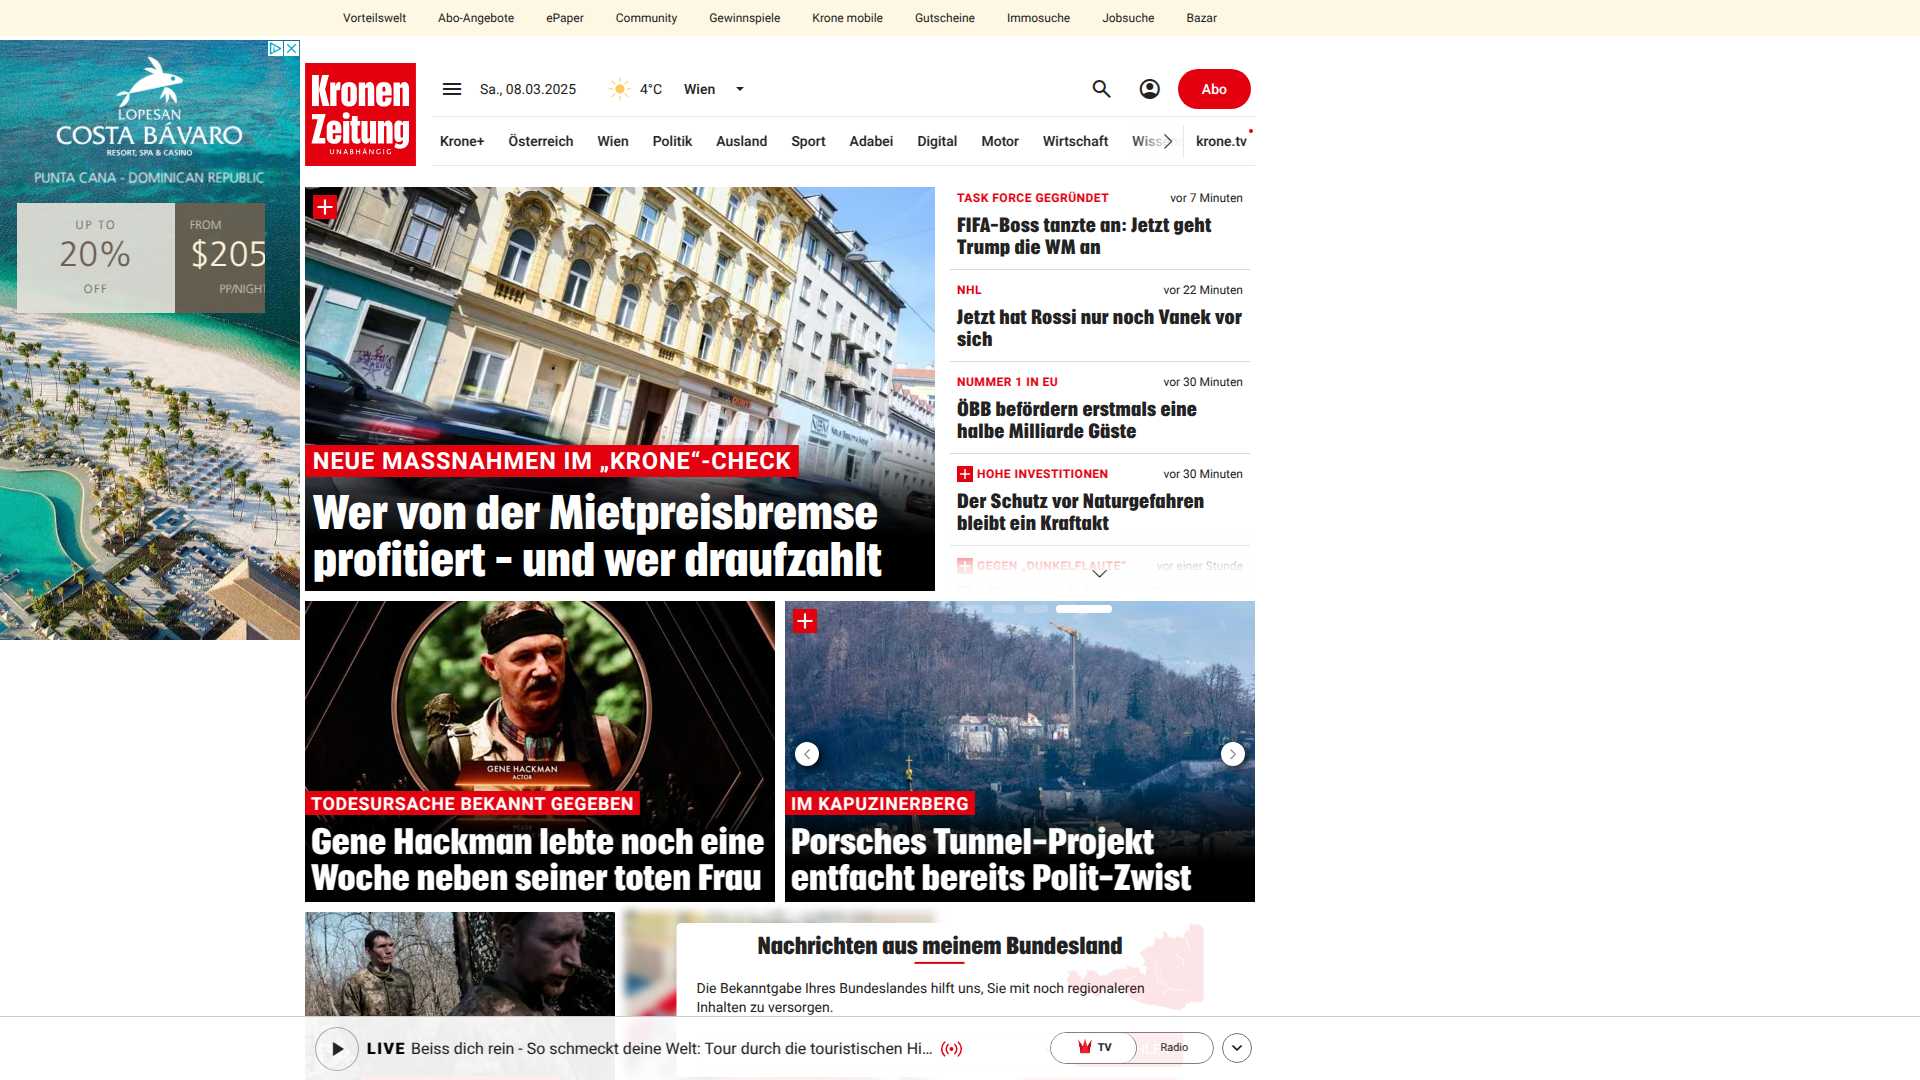 Vorteilswelt Abo-Angebote ePaper Community Gewinnspiele Krone mobile Gutscheine Immosuche Jobsuche Bazar
LOPESAN
COSTA BÁVARO
RESORT, SPA & CASINO
PUNTA CANA - DOMINICAN REPUBLIC
UP TO
20%
OFF
FROM
$205
PP/NIGHT
Kronen
Zeitung
UNABHÄNGIG
Sa., 08.03.2025 4°C Wien
Abo
Krone+ Österreich Wien Politik Ausland Sport Adabei Digital Motor Wirtschaft Wiss krone.tv
NEUE MASSNAHMEN IM „KRONE“-CHECK
Wer von der Mietpreisbremse
profitiert – und wer draufzahlt
TASK FORCE GEGRÜNDET vor 7 Minuten
FIFA-Boss tanzte an: Jetzt geht
Trump die WM an
NHL vor 22 Minuten
Jetzt hat Rossi nur noch Vanek vor
sich
NUMMER 1 IN EU vor 30 Minuten
ÖBB befördern erstmals eine
halbe Milliarde Gäste
HOHE INVESTITIONEN vor 30 Minuten
Der Schutz vor Naturgefahren
bleibt ein Kraftakt
GEGEN „DUNKELFLAUTE“ vor einer Stunde
GENE HACKMAN
ACTOR
TODESURSACHE BEKANNT GEGEBEN
Gene Hackman lebte noch eine
Woche neben seiner toten Frau
IM KAPUZINERBERG
Porsches Tunnel-Projekt
entfacht bereits Polit-Zwist
Nachrichten aus meinem Bundesland
Die Bekanntgabe Ihres Bundeslandes hilft uns, Sie mit noch regionaleren
Inhalten zu versorgen.
LIVE Beiss dich rein - So schmeckt deine Welt: Tour durch die touristischen Hi...
TV Radio